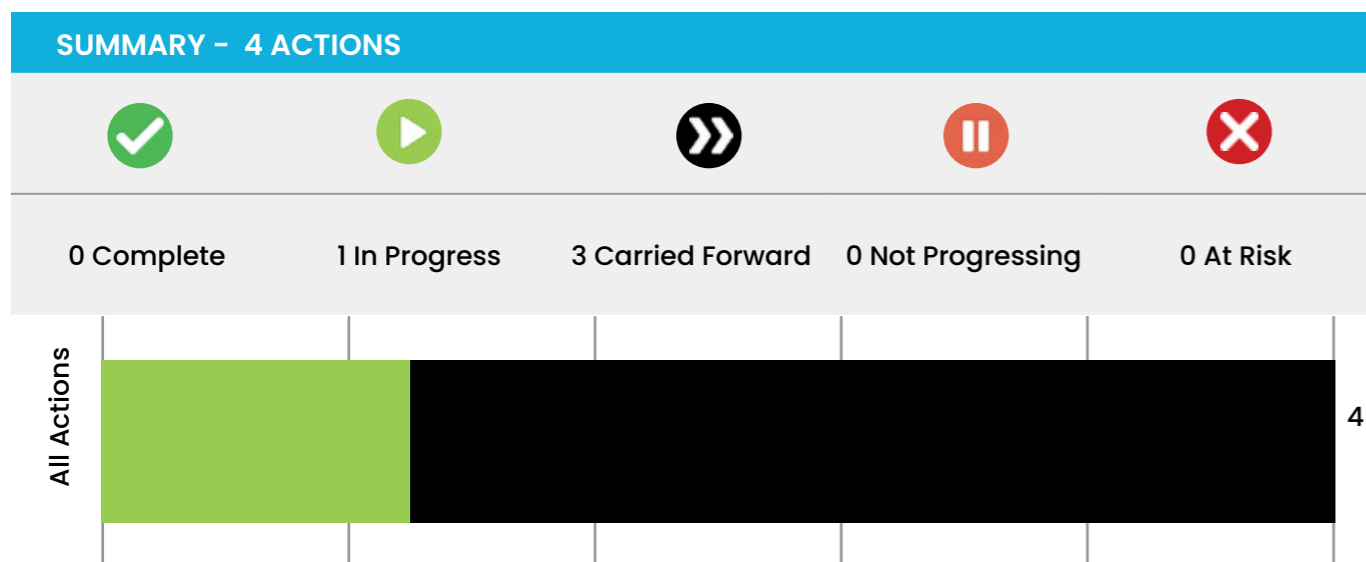 SUMMARY - 4 ACTIONS
0 Complete 1 In Progress 3 Carried Forward 0 Not Progressing 0 At Risk
All Actions
4